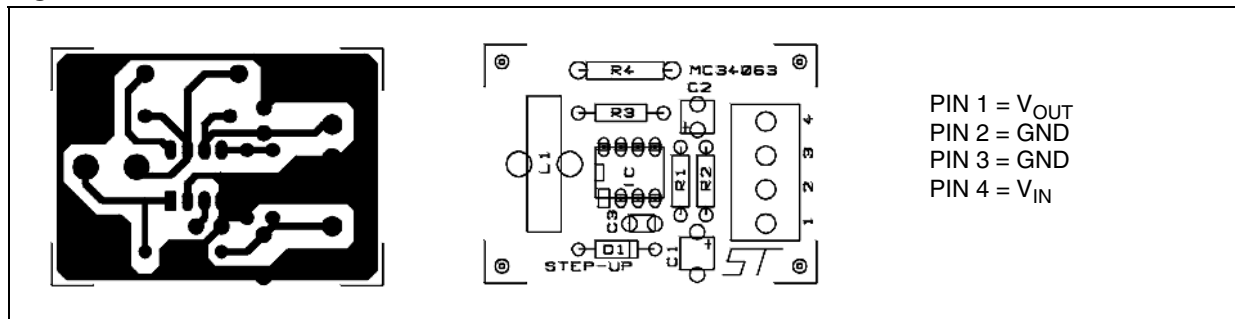 R4
MC34063
C2
R3
+
4
L1
3
IC
R1
R2
2
C3
1
D1
C1
+
STEP-UP
ST
PIN 1 = VOUT
PIN 2 = GND
PIN 3 = GND
PIN 4 = VIN